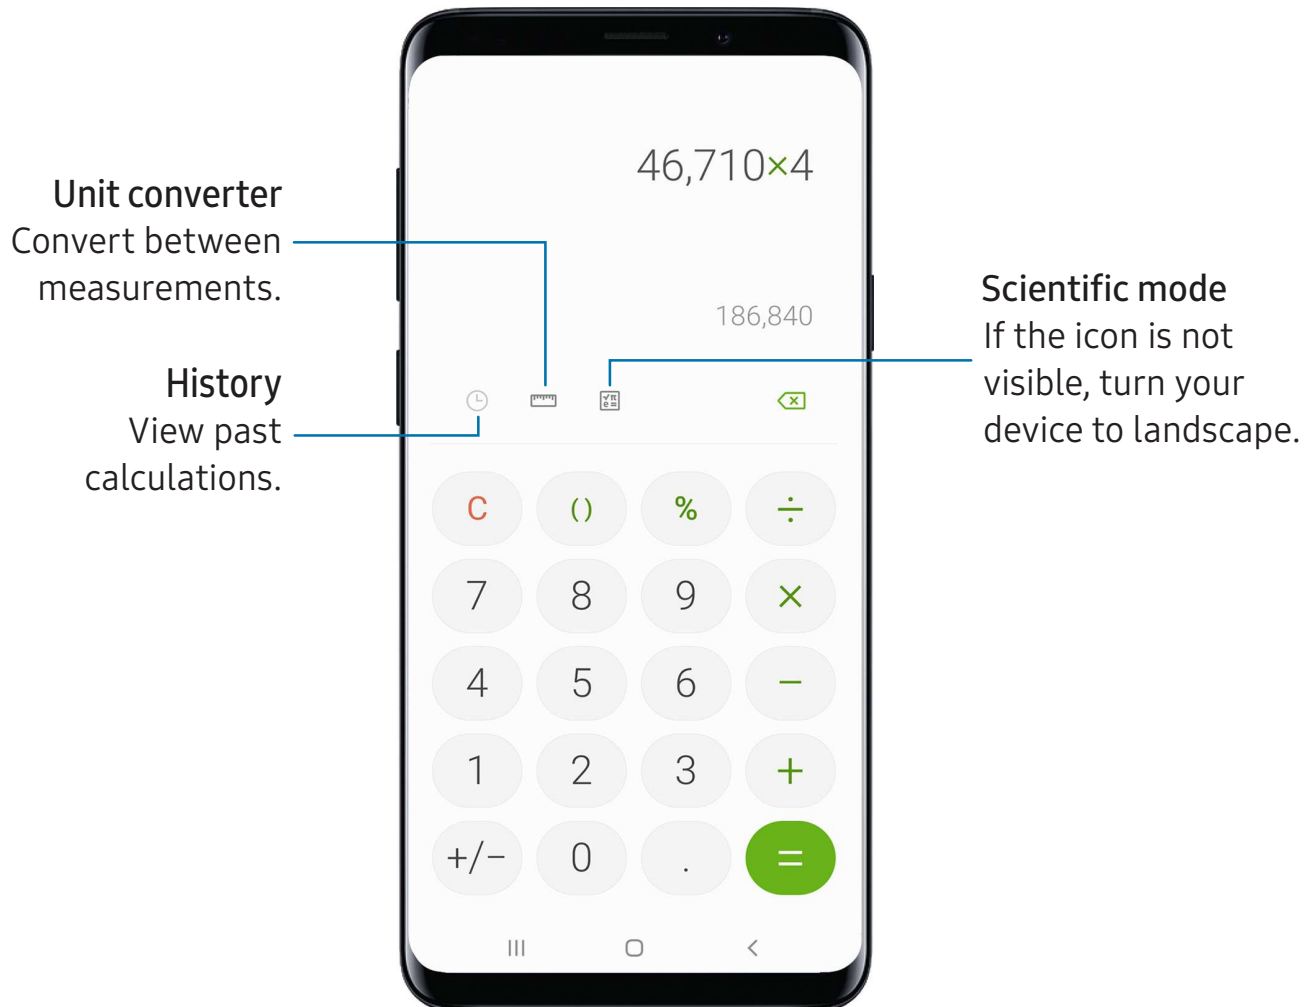 46,710×4
186,840
Unit converter
Convert between
measurements.
History
View past
calculations.
Scientific mode
If the icon is not
visible, turn your
device to landscape.
√π
e=
C
()
%
÷
7
8
9
×
4
5
6
−
1
2
3
+
+/−
0
.
=